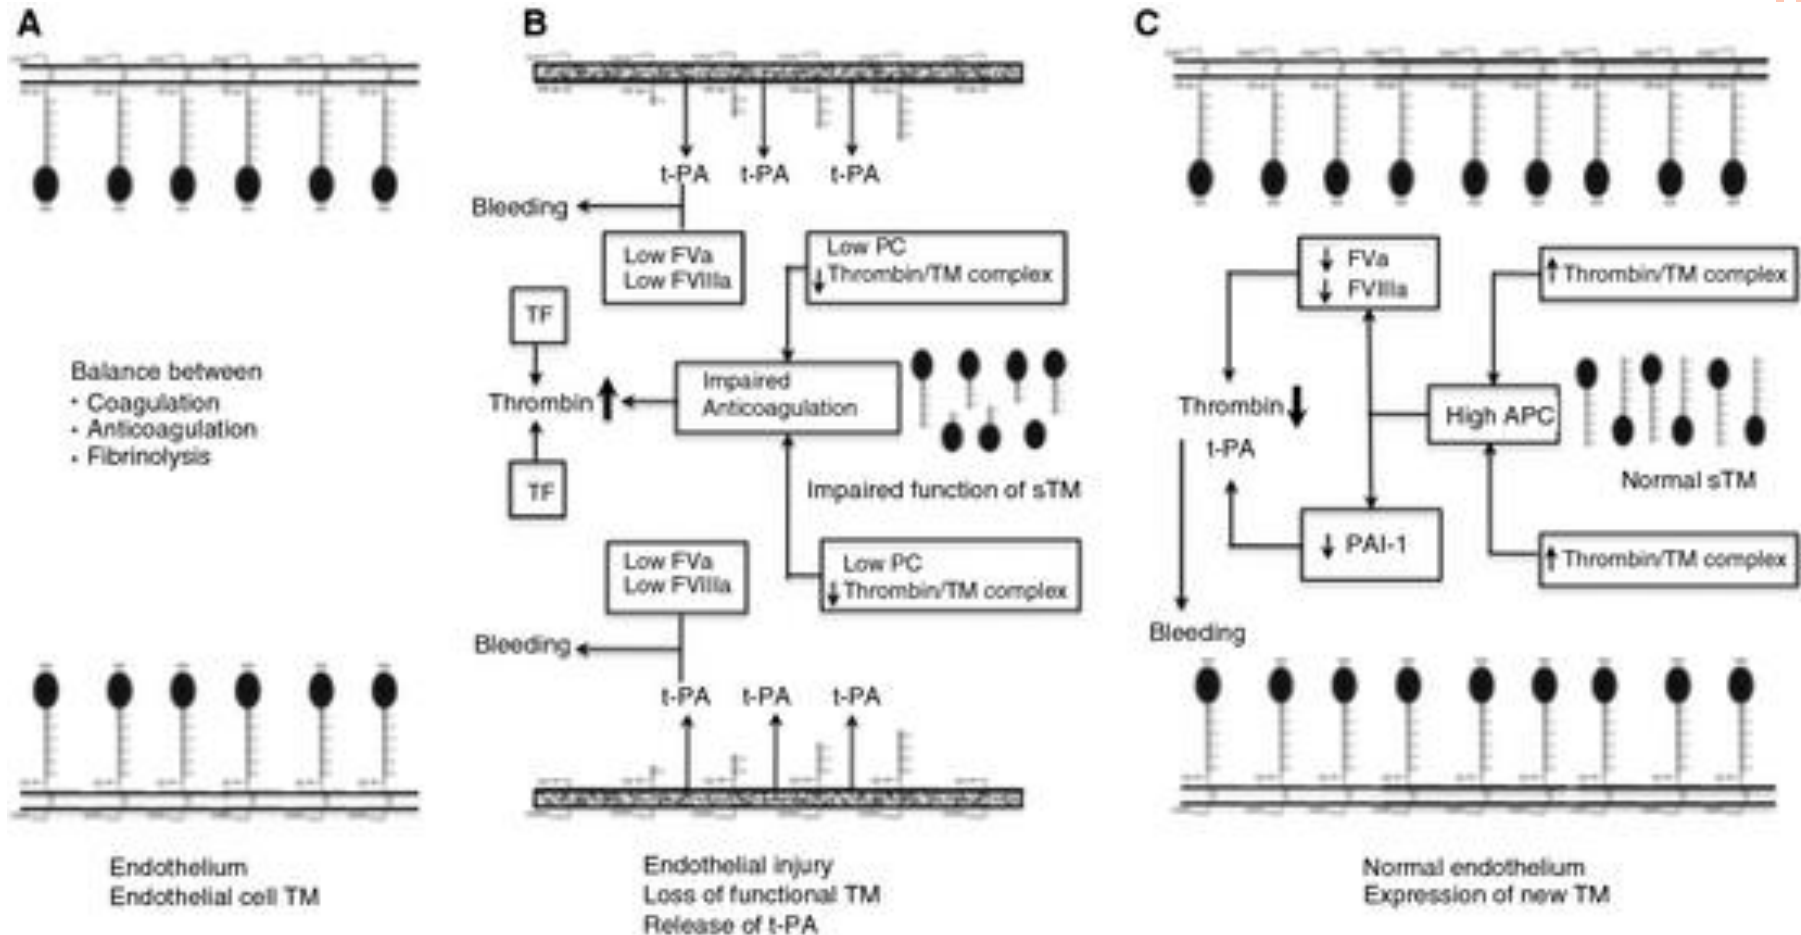 A
Balance between
• Coagulation
• Anticoagulation
• Fibrinolysis
Endothelium
Endothelial cell TM
B
t-PA t-PA t-PA
Bleeding
Low FVa
Low FVIIIa
Low PC
↓ Thrombin/TM complex
TF
Thrombin ↑
Impaired
Anticoagulation
TF
Impaired function of sTM
Low FVa
Low FVIIIa
Low PC
↓ Thrombin/TM complex
Bleeding
t-PA t-PA t-PA
Endothelial injury
Loss of functional TM
Release of t-PA
C
↓ FVa
↓ FVIIIa
↑ Thrombin/TM complex
Thrombin ↓
t-PA
High APC
Normal sTM
↓ PAI-1
↑ Thrombin/TM complex
Bleeding
Normal endothelium
Expression of new TM